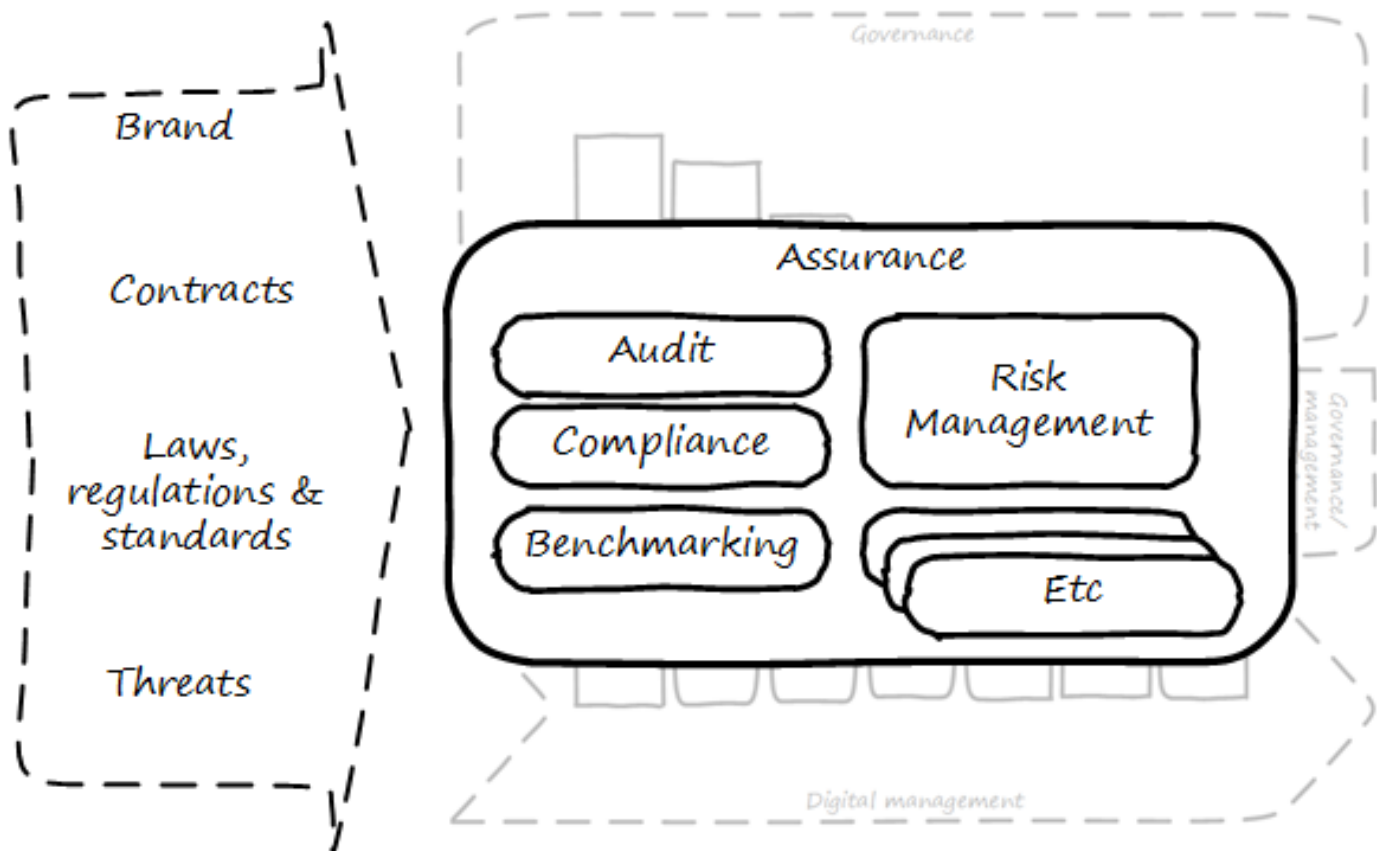 Governance
Brand
Contracts
Laws,
regulations &
standards
Threats
Assurance
Audit
Compliance
Benchmarking
Risk
Management
Etc
Governance/
management
Digital management